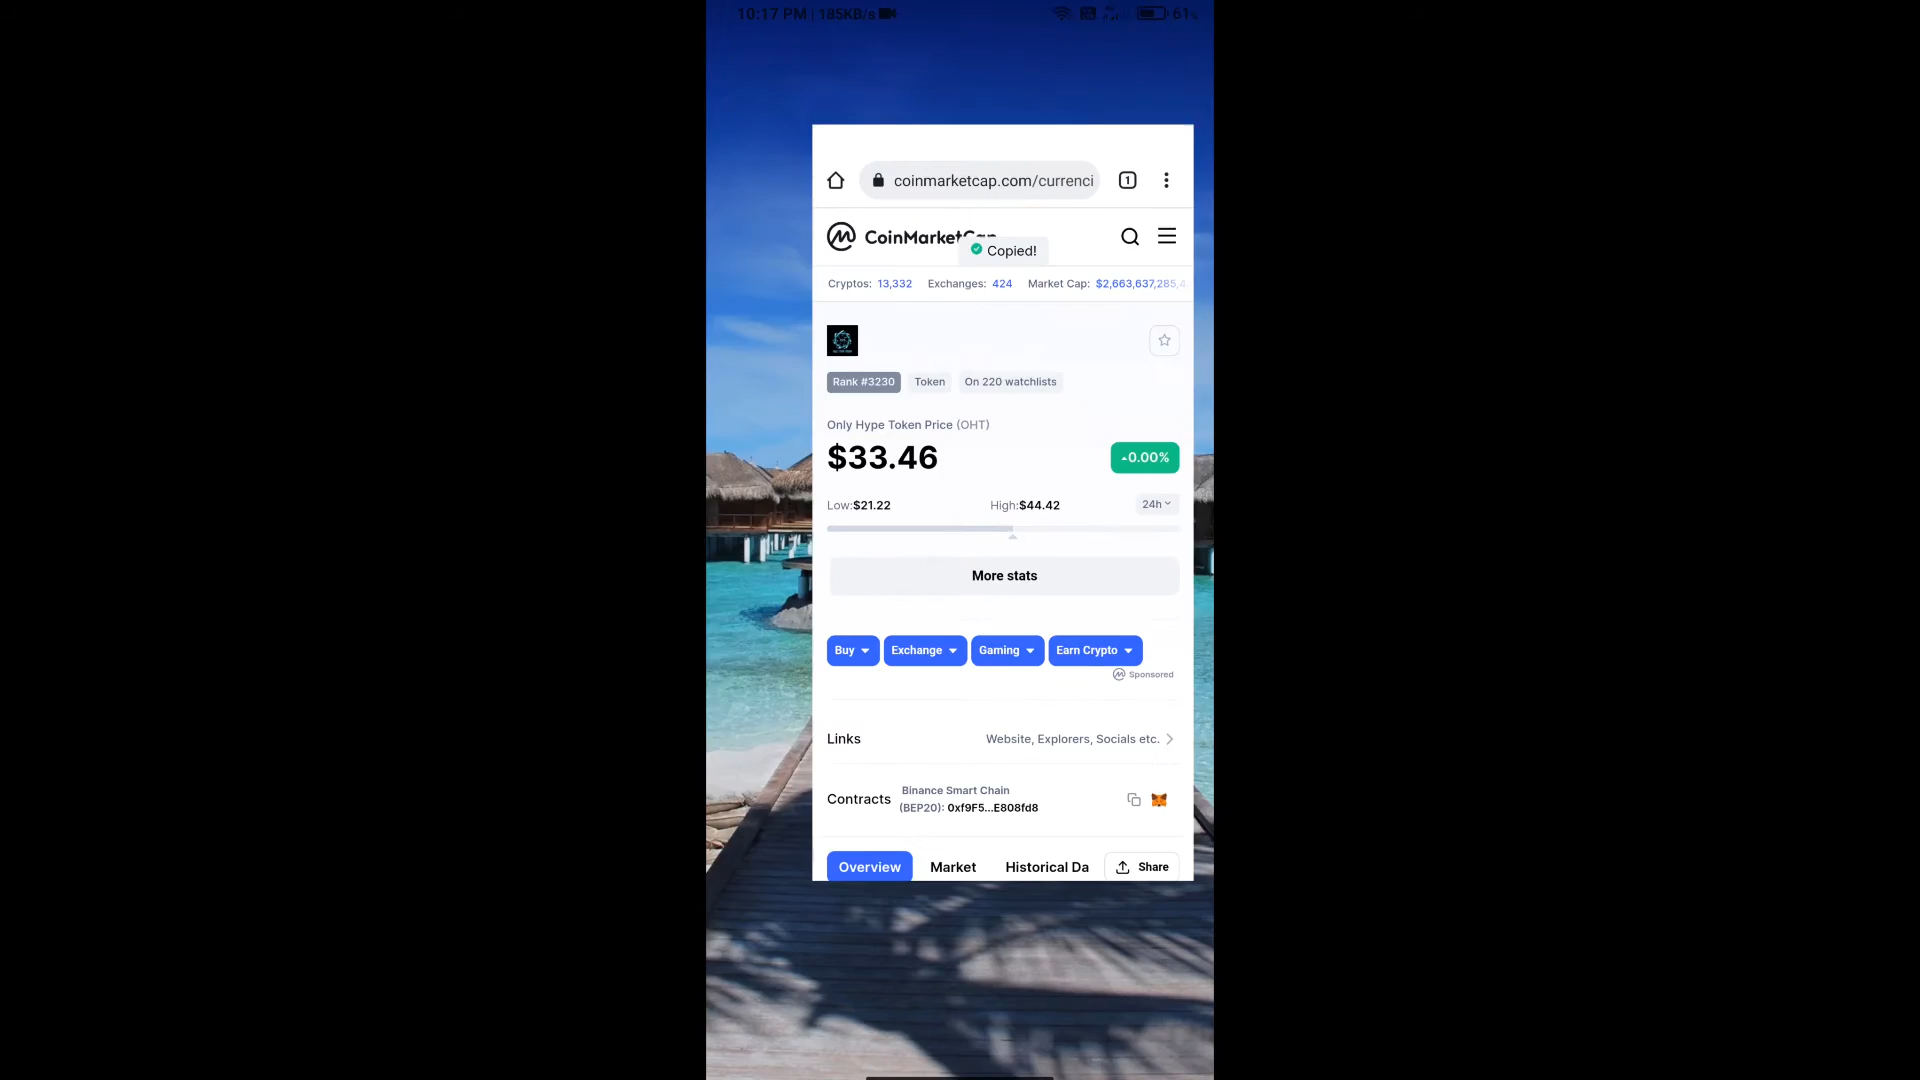 10:17 PM | 185KB/s 61%
coinmarketcap.com/currenci 1
CoinMarketCap
Copied!
Cryptos: 13,332 Exchanges: 424 Market Cap: $2,663,637,285,4
Rank #3230 Token On 220 watchlists
Only Hype Token Price (OHT)
$33.46 0.00%
Low:$21.22 High:$44.42 24h
More stats
Buy Exchange Gaming Earn Crypto
Sponsored
Links Website, Explorers, Socials etc.
Contracts Binance Smart Chain
(BEP20): 0xf9F5...E808fd8
Overview Market Historical Da Share